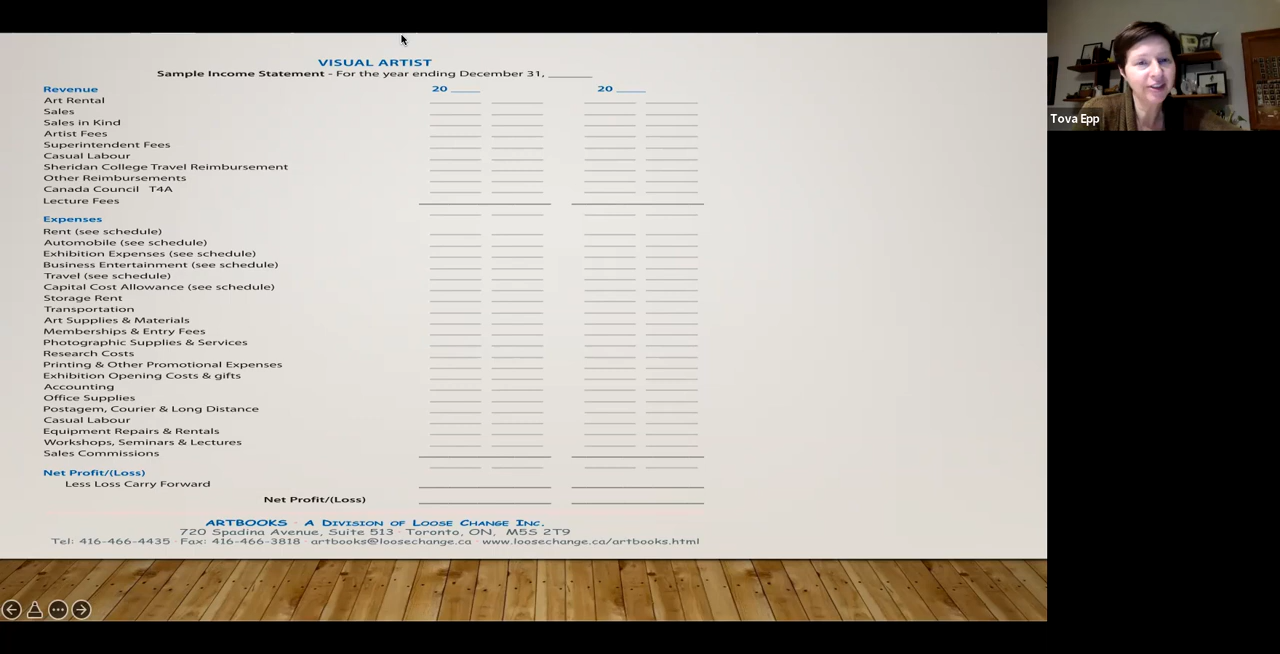 VISUAL ARTIST
Sample Income Statement - For the year ending December 31, ______
Revenue 20 ____ 20 ____
Art Rental
Sales
Sales in Kind
Artist Fees
Superintendent Fees
Casual Labour
Sheridan College Travel Reimbursement
Other Reimbursements
Canada Council T4A
Lecture Fees
Expenses
Rent (see schedule)
Automobile (see schedule)
Exhibition Expenses (see schedule)
Business Entertainment (see schedule)
Travel (see schedule)
Capital Cost Allowance (see schedule)
Storage Rent
Transportation
Art Supplies & Materials
Memberships & Entry Fees
Photographic Supplies & Services
Research Costs
Printing & Other Promotional Expenses
Exhibition Opening Costs & gifts
Accounting
Office Supplies
Postagem, Courier & Long Distance
Casual Labour
Equipment Repairs & Rentals
Workshops, Seminars & Lectures
Sales Commissions
Net Profit/(Loss)
Less Loss Carry Forward
Net Profit/(Loss)
ARTBOOKS · A Division of Loose Change Inc.
720 Spadina Avenue, Suite 513 · Toronto, ON, M5S 2T9
Tel: 416-466-4435 · Fax: 416-466-3818 · artbooks@loosechange.ca · www.loosechange.ca/artbooks.html
Tova Epp